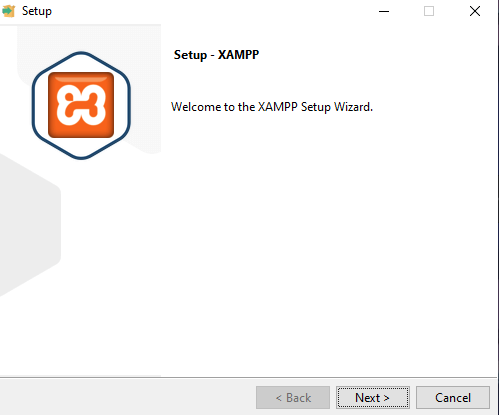 Setup
Setup - XAMPP
Welcome to the XAMPP Setup Wizard.
< Back
Next >
Cancel